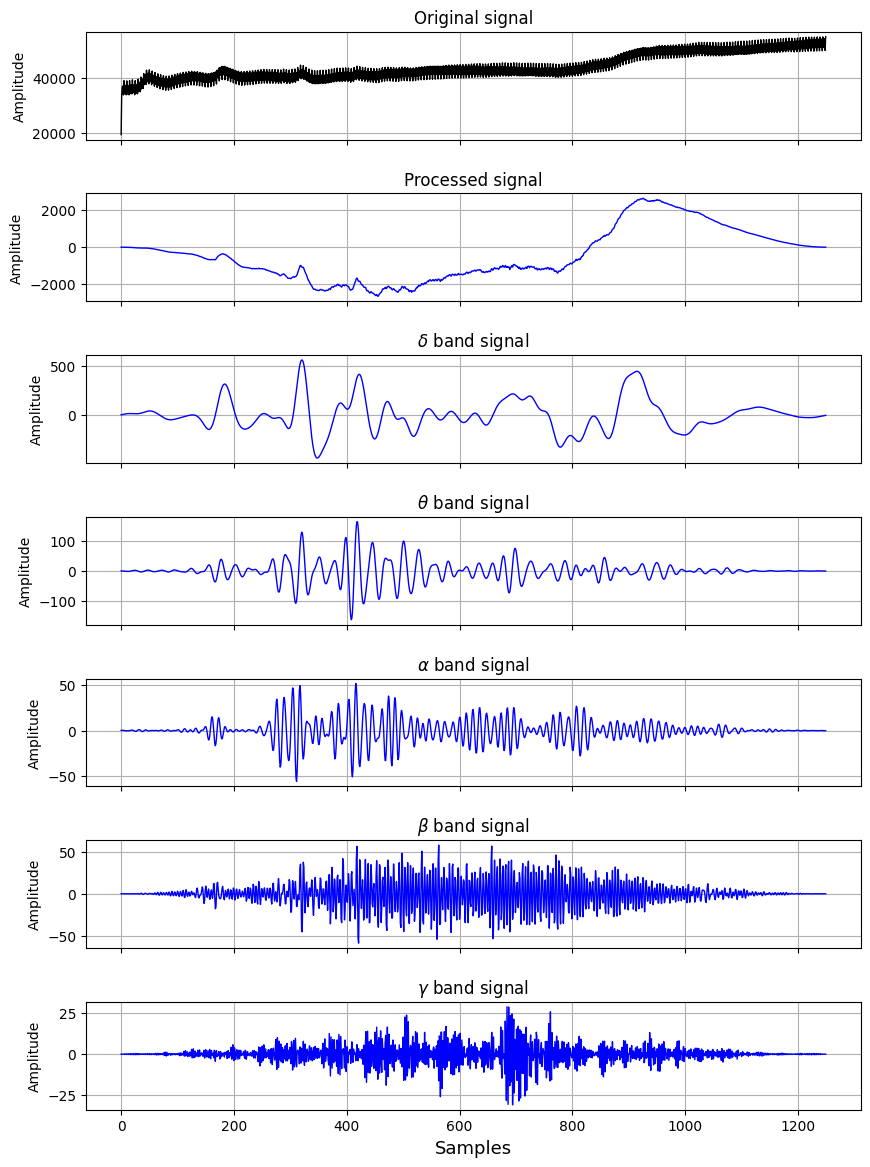 Original signal
Amplitude
40000
20000
Processed signal
Amplitude
2000
0
−2000
δ band signal
Amplitude
500
0
θ band signal
Amplitude
100
0
−100
α band signal
Amplitude
50
0
−50
β band signal
Amplitude
50
0
−50
γ band signal
Amplitude
25
0
−25
0 200 400 600 800 1000 1200
Samples